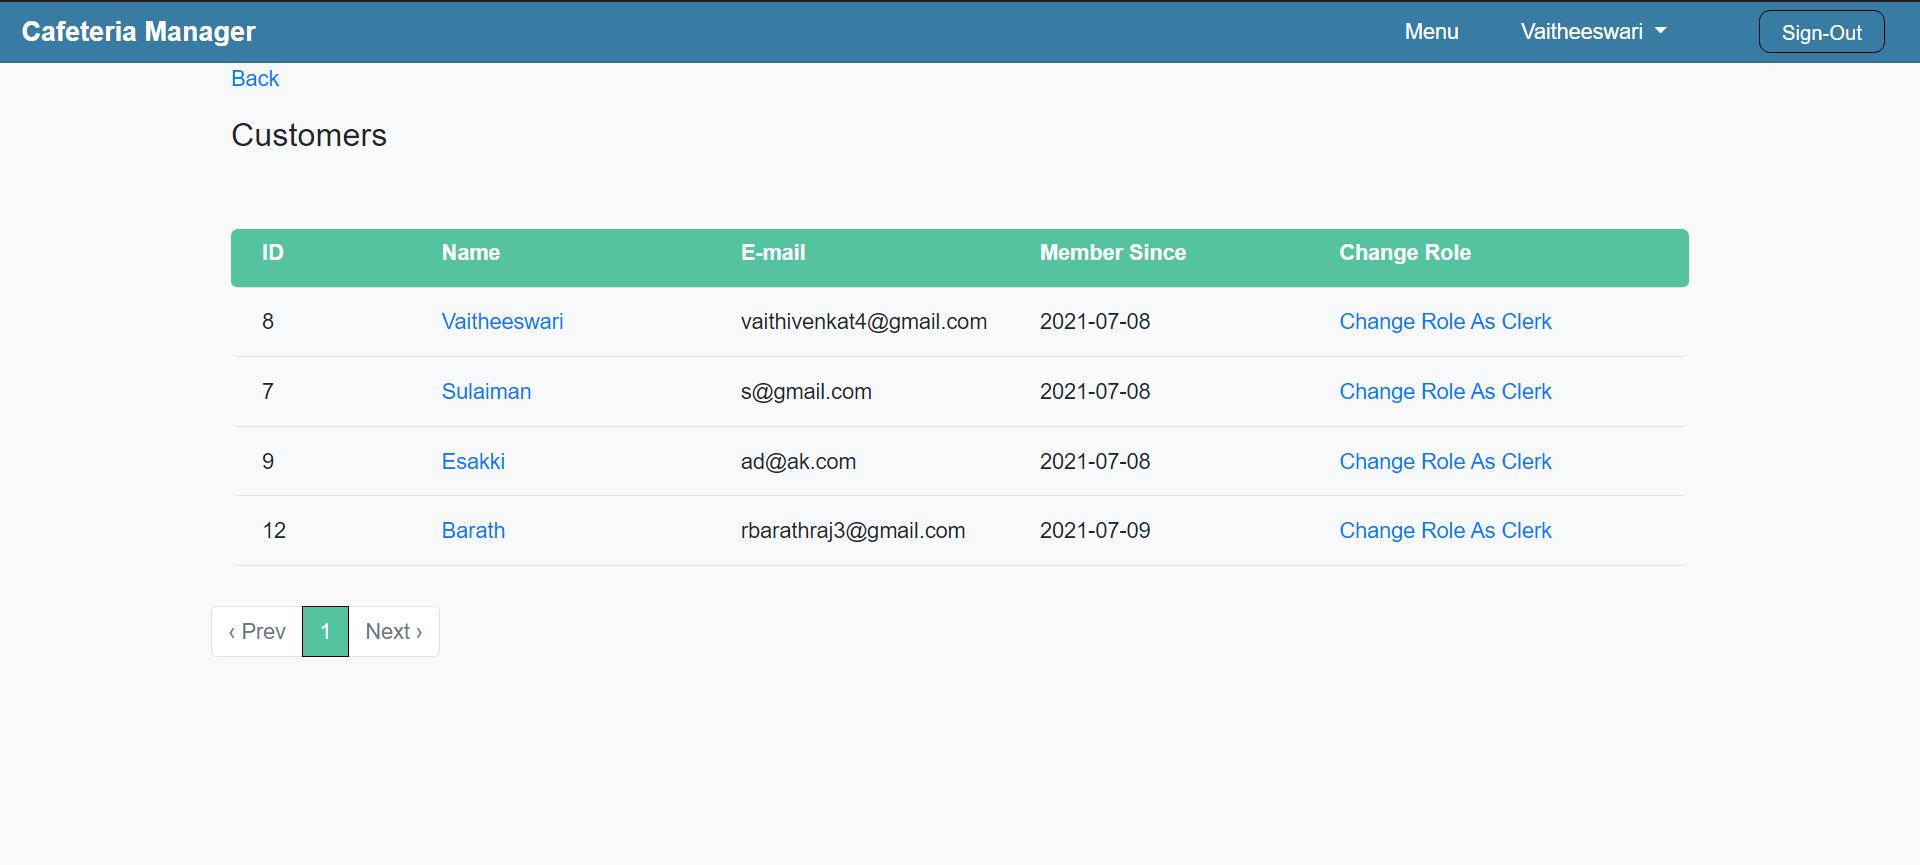 Cafeteria Manager Menu Vaitheeswari Sign-Out
Back
Customers
ID Name E-mail Member Since Change Role
8 Vaitheeswari vaithivenkat4@gmail.com 2021-07-08 Change Role As Clerk
7 Sulaiman s@gmail.com 2021-07-08 Change Role As Clerk
9 Esakki ad@ak.com 2021-07-08 Change Role As Clerk
12 Barath rbarathraj3@gmail.com 2021-07-09 Change Role As Clerk
‹ Prev 1 Next ›